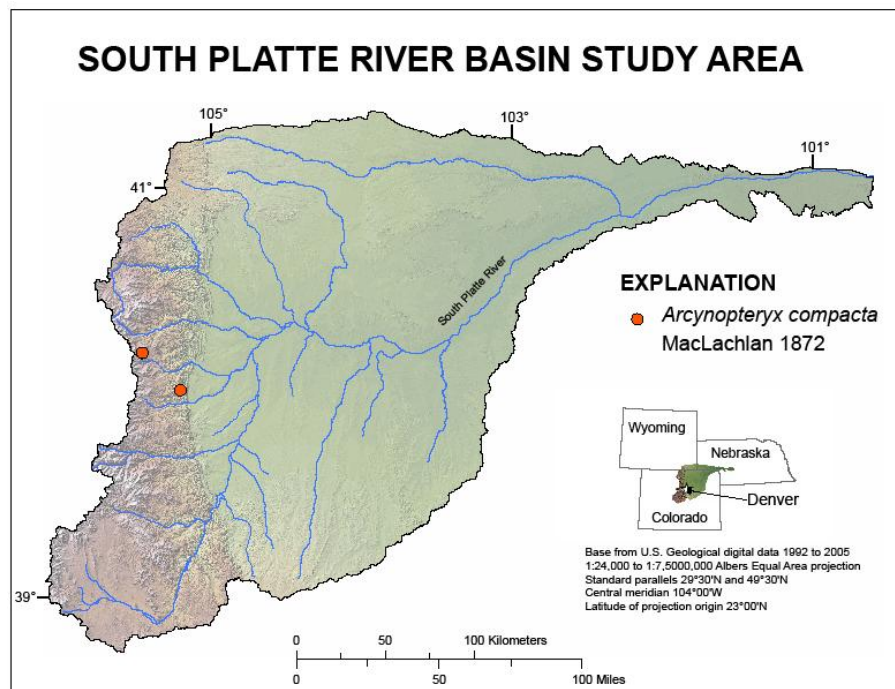 SOUTH PLATTE RIVER BASIN STUDY AREA
105°
103°
101°
41°
South Platte River
EXPLANATION
Arcynopteryx compacta
MacLachlan 1872
Wyoming
Nebraska
Denver
Colorado
Base from U.S. Geological digital data 1992 to 2005
1:24,000 to 1:7,5000,000 Albers Equal Area projection
Standard parallels 29°30'N and 49°30'N
Central meridian 104°00'W
Latitude of projection origin 23°00'N
39°
0 50 100 Kilometers
0 50 100 Miles